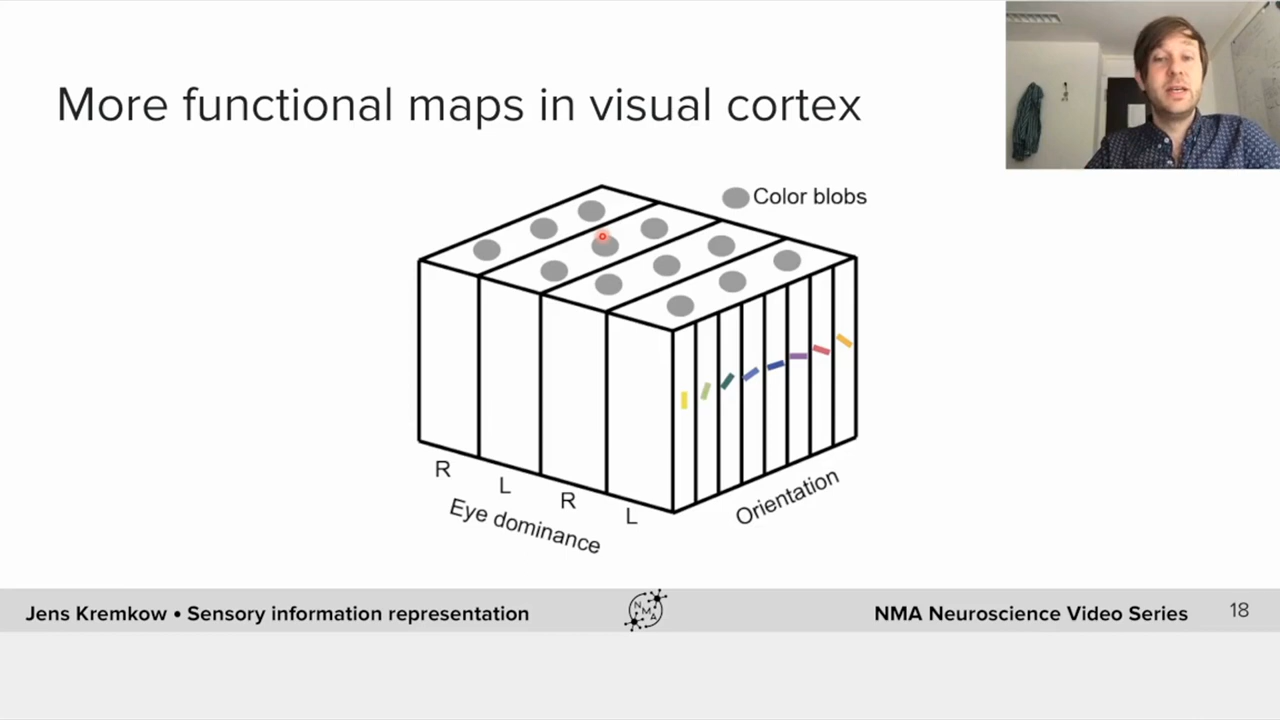 More functional maps in visual cortex
Color blobs
R
L
R
L
Eye dominance
Orientation
Jens Kremkow • Sensory information representation
NMA
NMA Neuroscience Video Series
18